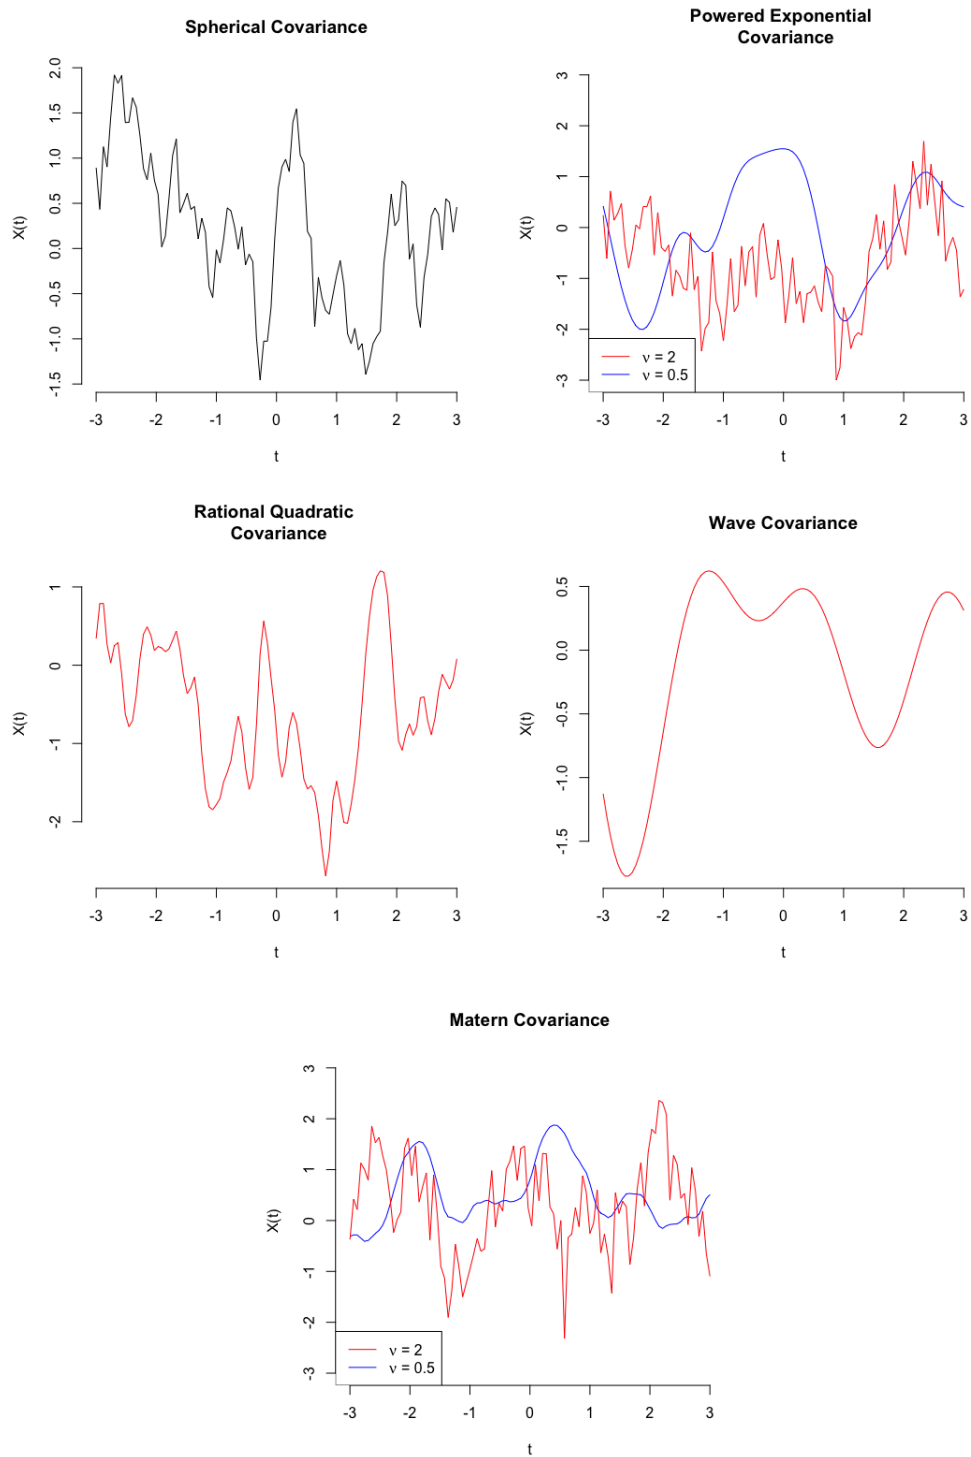 Spherical Covariance
X(t)
2.0
1.5
1.0
0.5
0.0
-0.5
-1.0
-1.5
-3 -2 -1 0 1 2 3
t
Powered Exponential
Covariance
X(t)
3
2
1
0
-1
-2
-3
ν = 2
ν = 0.5
-3 -2 -1 0 1 2 3
t
Rational Quadratic
Covariance
X(t)
1
0
-1
-2
-3 -2 -1 0 1 2 3
t
Wave Covariance
X(t)
0.5
0.0
-0.5
-1.0
-1.5
-3 -2 -1 0 1 2 3
t
Matern Covariance
X(t)
3
2
1
0
-1
-2
-3
ν = 2
ν = 0.5
-3 -2 -1 0 1 2 3
t